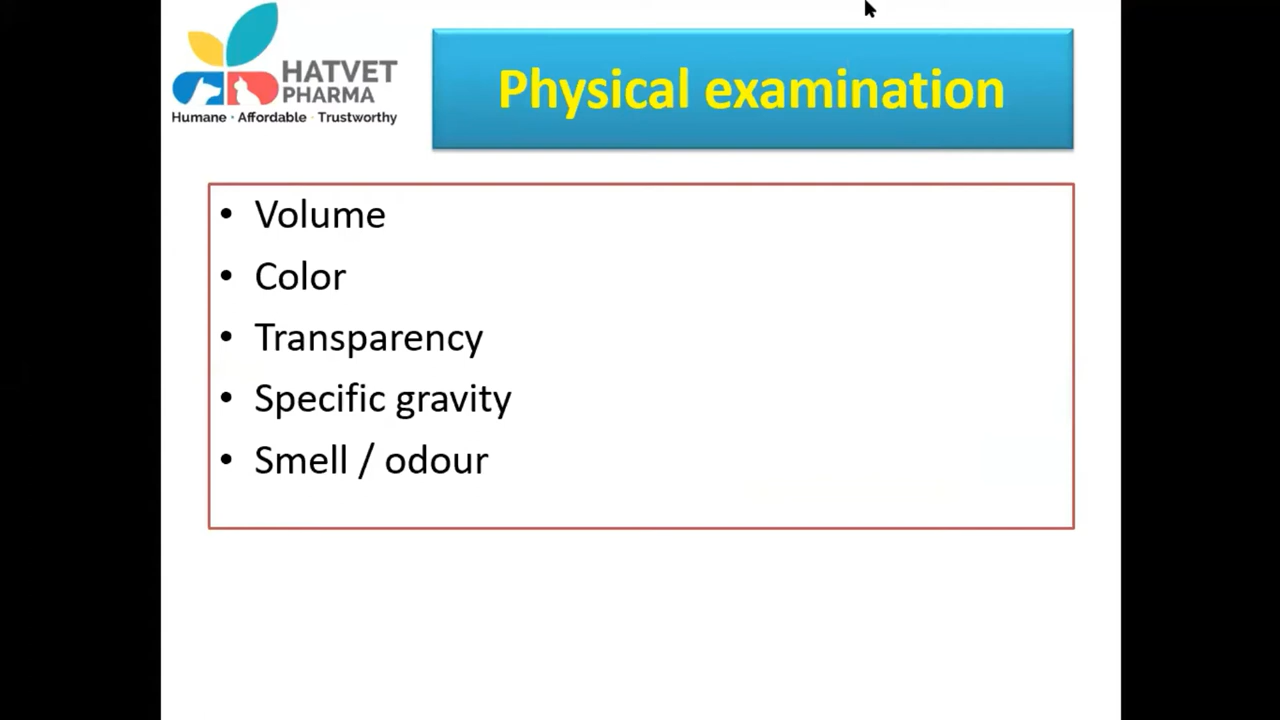 HATVET
PHARMA
Humane · Affordable · Trustworthy
Physical examination
• Volume
• Color
• Transparency
• Specific gravity
• Smell / odour